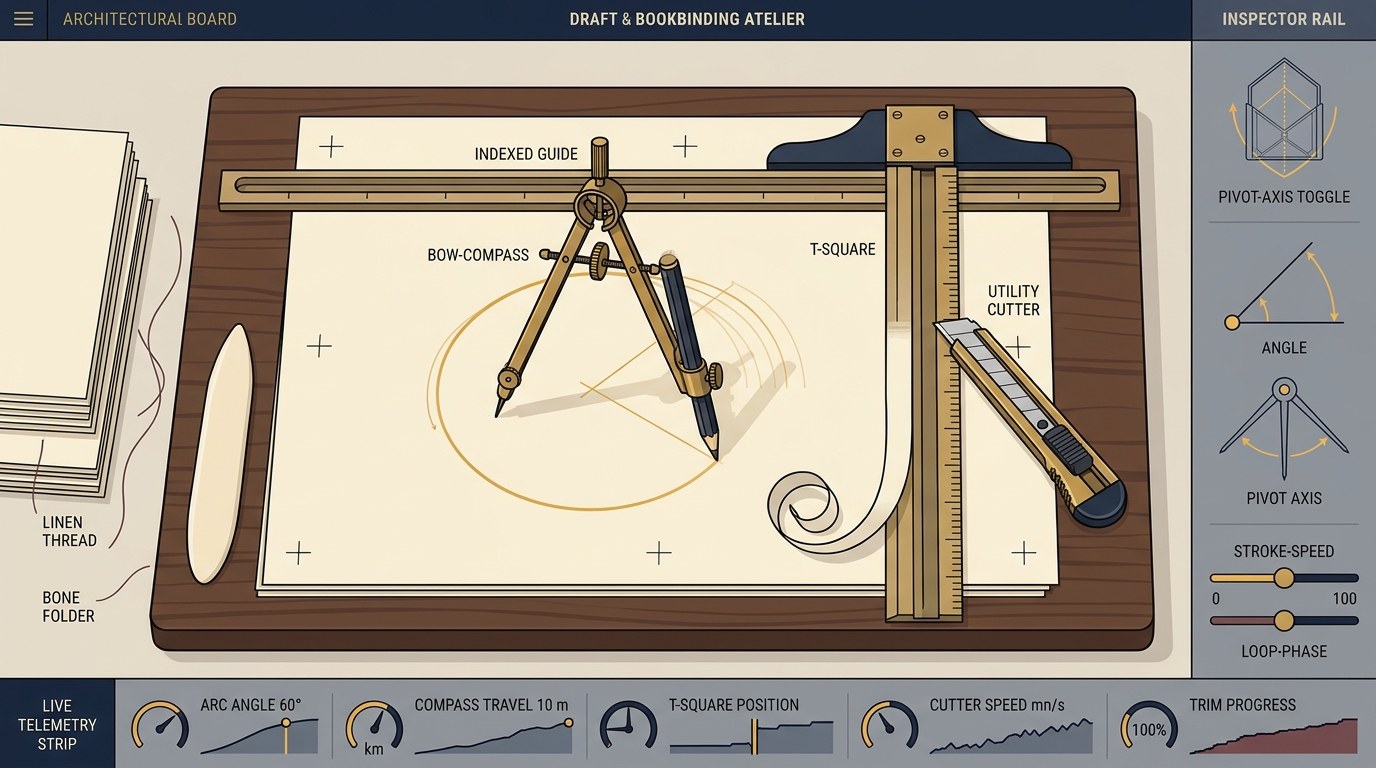 ARCHITECTURAL BOARD
DRAFT & BOOKBINDING ATELIER
INSPECTOR RAIL
INDEXED GUIDE
BOW-COMPASS
T-SQUARE
UTILITY
CUTTER
LINEN
THREAD
BONE
FOLDER
PIVOT-AXIS TOGGLE
ANGLE
PIVOT AXIS
STROKE-SPEED
0 100
LOOP-PHASE
LIVE
TELEMETRY
STRIP
ARC ANGLE 60°
COMPASS TRAVEL 10 m
km
T-SQUARE POSITION
CUTTER SPEED mn/s
TRIM PROGRESS
100%